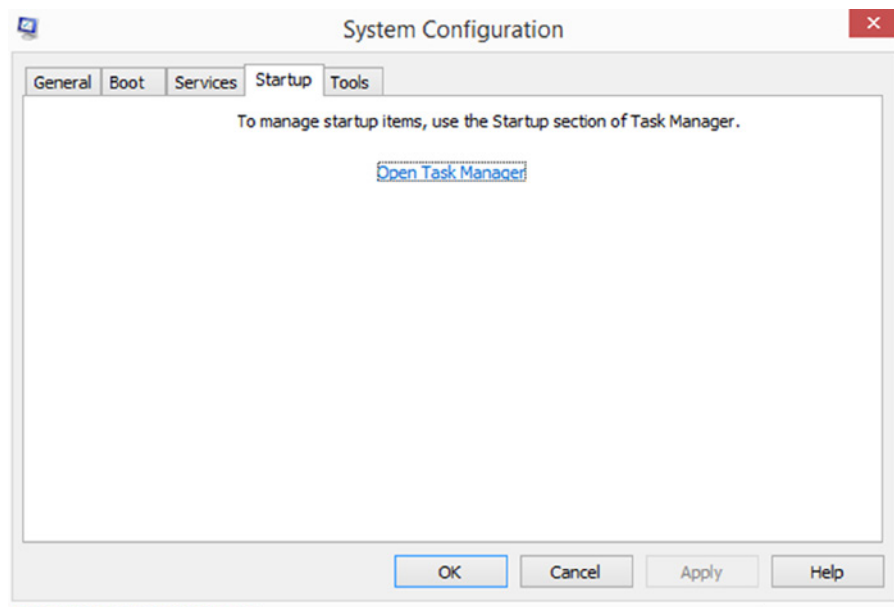 System Configuration
General Boot Services Startup Tools
To manage startup items, use the Startup section of Task Manager.
Open Task Manager
OK Cancel Apply Help